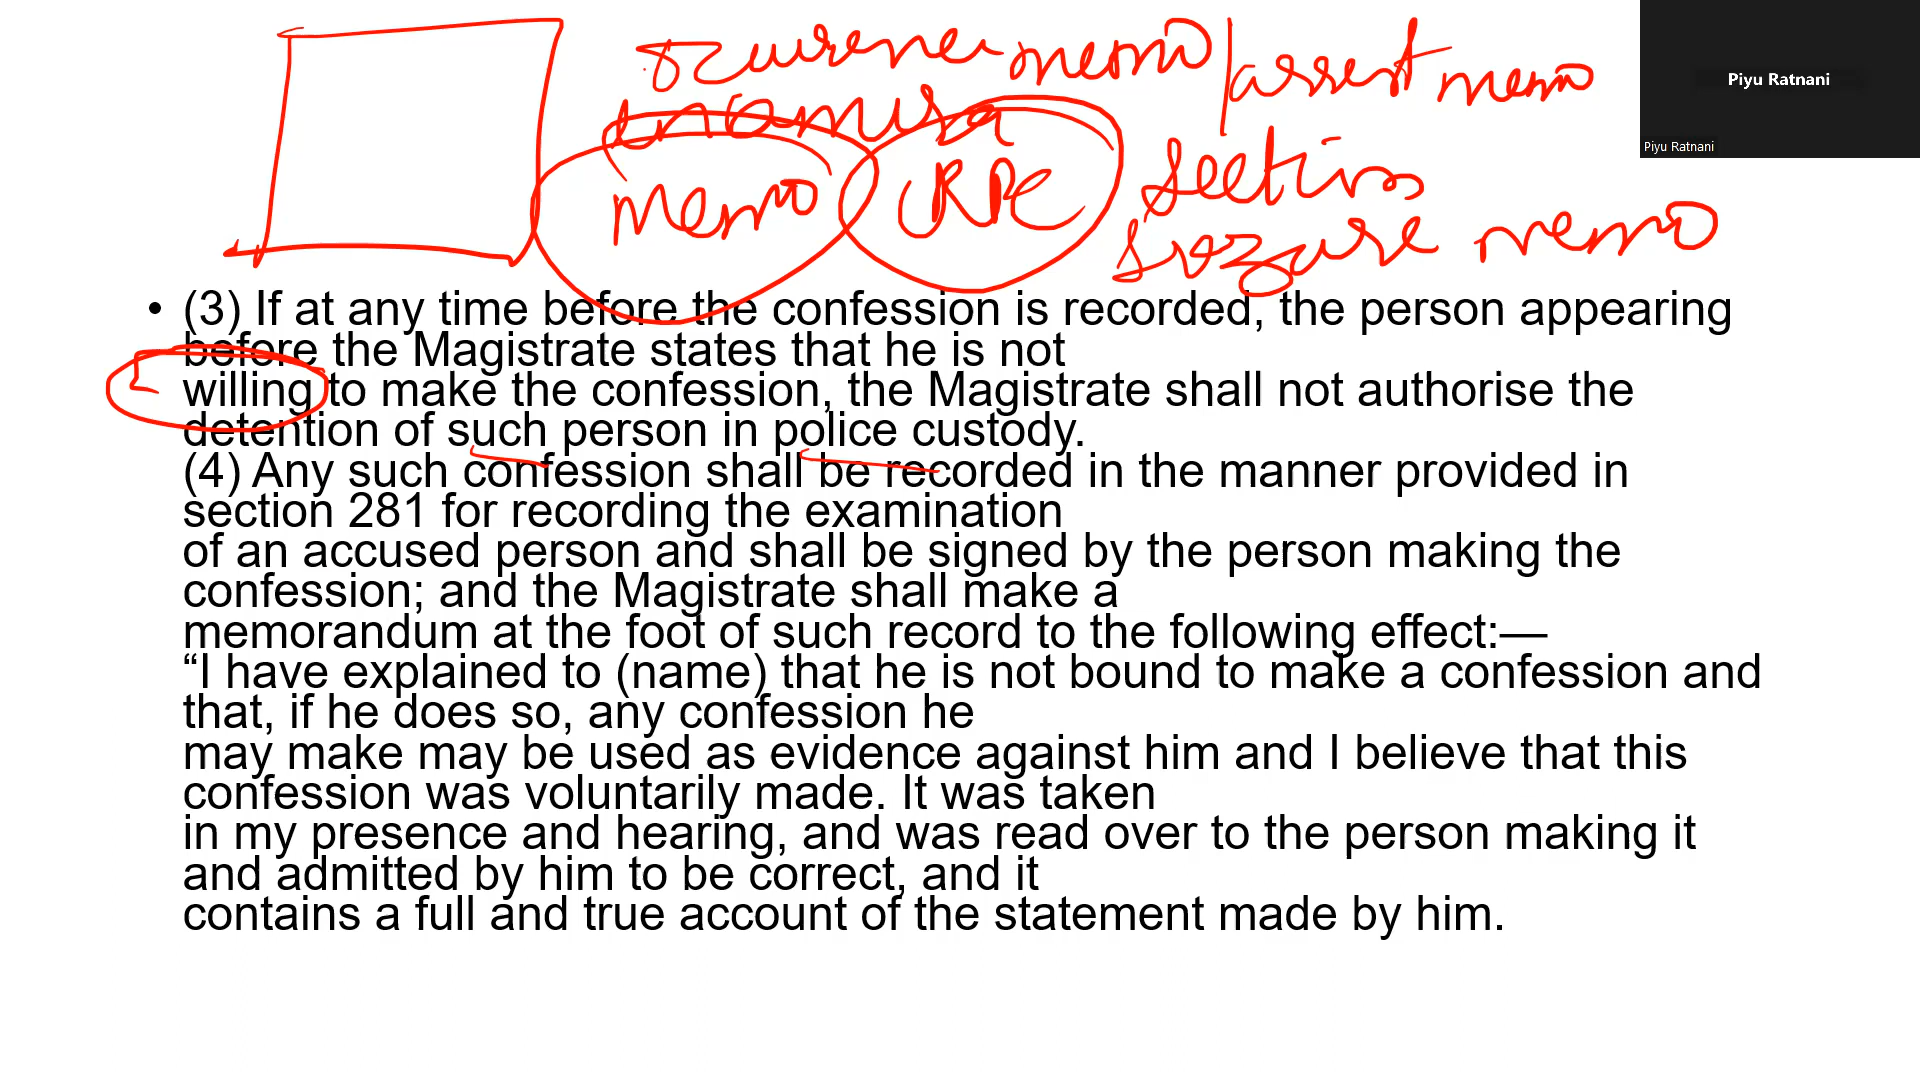 memo / arrest memo
Piyu Ratnani
Piyu Ratnani
memo CRPC section
memo
• (3) If at any time before the confession is recorded, the person appearing
before the Magistrate states that he is not
willing to make the confession, the Magistrate shall not authorise the
detention of such person in police custody.
(4) Any such confession shall be recorded in the manner provided in
section 281 for recording the examination
of an accused person and shall be signed by the person making the
confession; and the Magistrate shall make a
memorandum at the foot of such record to the following effect:—
“I have explained to (name) that he is not bound to make a confession and
that, if he does so, any confession he
may make may be used as evidence against him and I believe that this
confession was voluntarily made. It was taken
in my presence and hearing, and was read over to the person making it
and admitted by him to be correct, and it
contains a full and true account of the statement made by him.